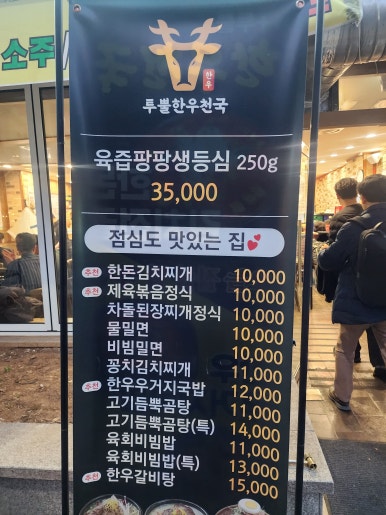 소주
한우
투뿔한우천국
육즙팡팡생등심 250g
35,000
점심도 맛있는 집
추천 한돈김치찌개 10,000
추천 제육볶음정식 10,000
차돌된장찌개정식 10,000
물밀면 10,000
비빔밀면 10,000
꽁치김치찌개 11,000
추천 한우우거지국밥 12,000
고기듬뿍곰탕 11,000
고기듬뿍곰탕(특) 14,000
육회비빔밥 11,000
육회비빔밥(특) 13,000
추천 한우갈비탕 15,000